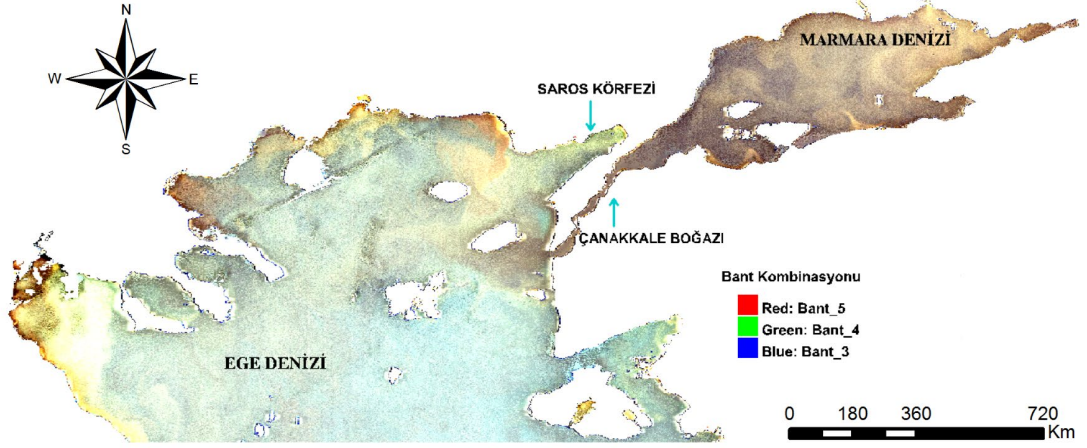 N
W E
S
MARMARA DENİZİ
SAROS KÖRFEZİ
ÇANAKKALE BOĞAZI
Bant Kombinasyonu
Red: Bant_5
Green: Bant_4
Blue: Bant_3
EGE DENİZİ
0 180 360 720
Km